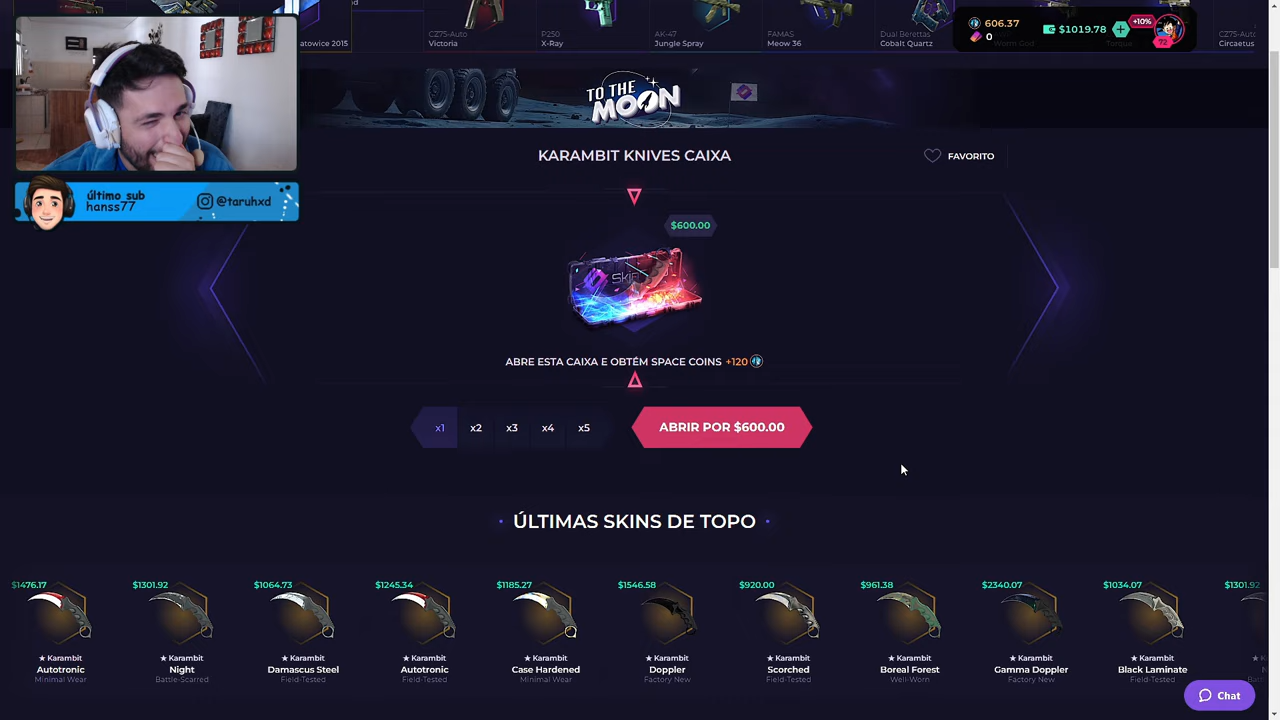 atowice 2015
CZ75-Auto
Victoria
P250
X-Ray
AK-47
Jungle Spray
FAMAS
Meow 36
Dual Berettas
Cobalt Quartz
CZ75-Auto
Circaetus
606.37
0
$1019.78
+10%
TO THE
MOON
KARAMBIT KNIVES CAIXA
FAVORITO
último_sub
hanss77
@taruhxd
$600.00
ABRE ESTA CAIXA E OBTÉM SPACE COINS +120
x1 x2 x3 x4 x5
ABRIR POR $600.00
ÚLTIMAS SKINS DE TOPO
$1476.17
★ Karambit
Autotronic
Minimal Wear
$1301.92
★ Karambit
Night
Battle-Scarred
$1064.73
★ Karambit
Damascus Steel
Field-Tested
$1245.34
★ Karambit
Autotronic
Field-Tested
$1185.27
★ Karambit
Case Hardened
Minimal Wear
$1546.58
★ Karambit
Doppler
Factory New
$920.00
★ Karambit
Scorched
Field-Tested
$961.38
★ Karambit
Boreal Forest
Well-Worn
$2340.07
★ Karambit
Gamma Doppler
Factory New
$1034.07
★ Karambit
Black Laminate
Field-Tested
$1301.92
Chat